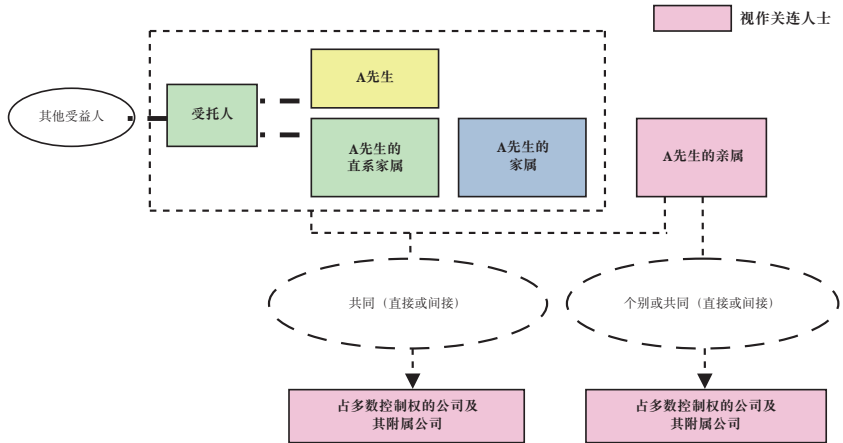 视作关连人士
A先生
其他受益人
受托人
A先生的
直系家属
A先生的
家属
A先生的亲属
共同（直接或间接）
个别或共同（直接或间接）
占多数控制权的公司及
其附属公司
占多数控制权的公司及
其附属公司